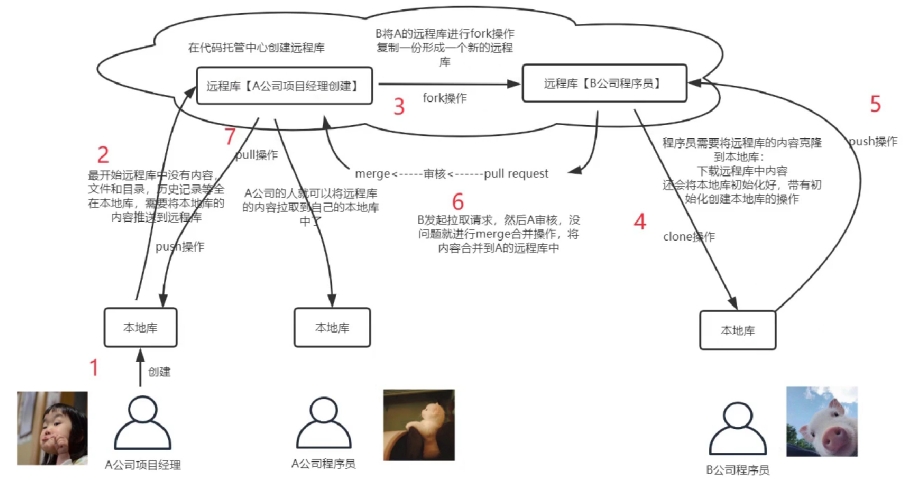 在代码托管中心创建远程库
B将A的远程库进行fork操作
复制一份形成一个新的远程
库
远程库【A公司项目经理创建】
3
fork操作
远程库【B公司程序员】
5
push操作
2
最开始远程库中没有内容，
文件和目录，历史记录等全
在本地库，需要将本地库的
内容推送到远程库
push操作
7
pull操作
A公司的人就可以将远程库
的内容拉取到自己的本地库
中了
merge<-----审核<-----pull request
6
B发起拉取请求，然后A审核，没
问题就进行merge合并操作，将
内容合并到A的远程库中
程序员需要将远程库的内容克隆
到本地库：
下载远程库中内容
还会将本地库初始化好，带有初
始化创建本地库的操作
4
clone操作
本地库
本地库
本地库
1
创建
A公司项目经理
A公司程序员
B公司程序员